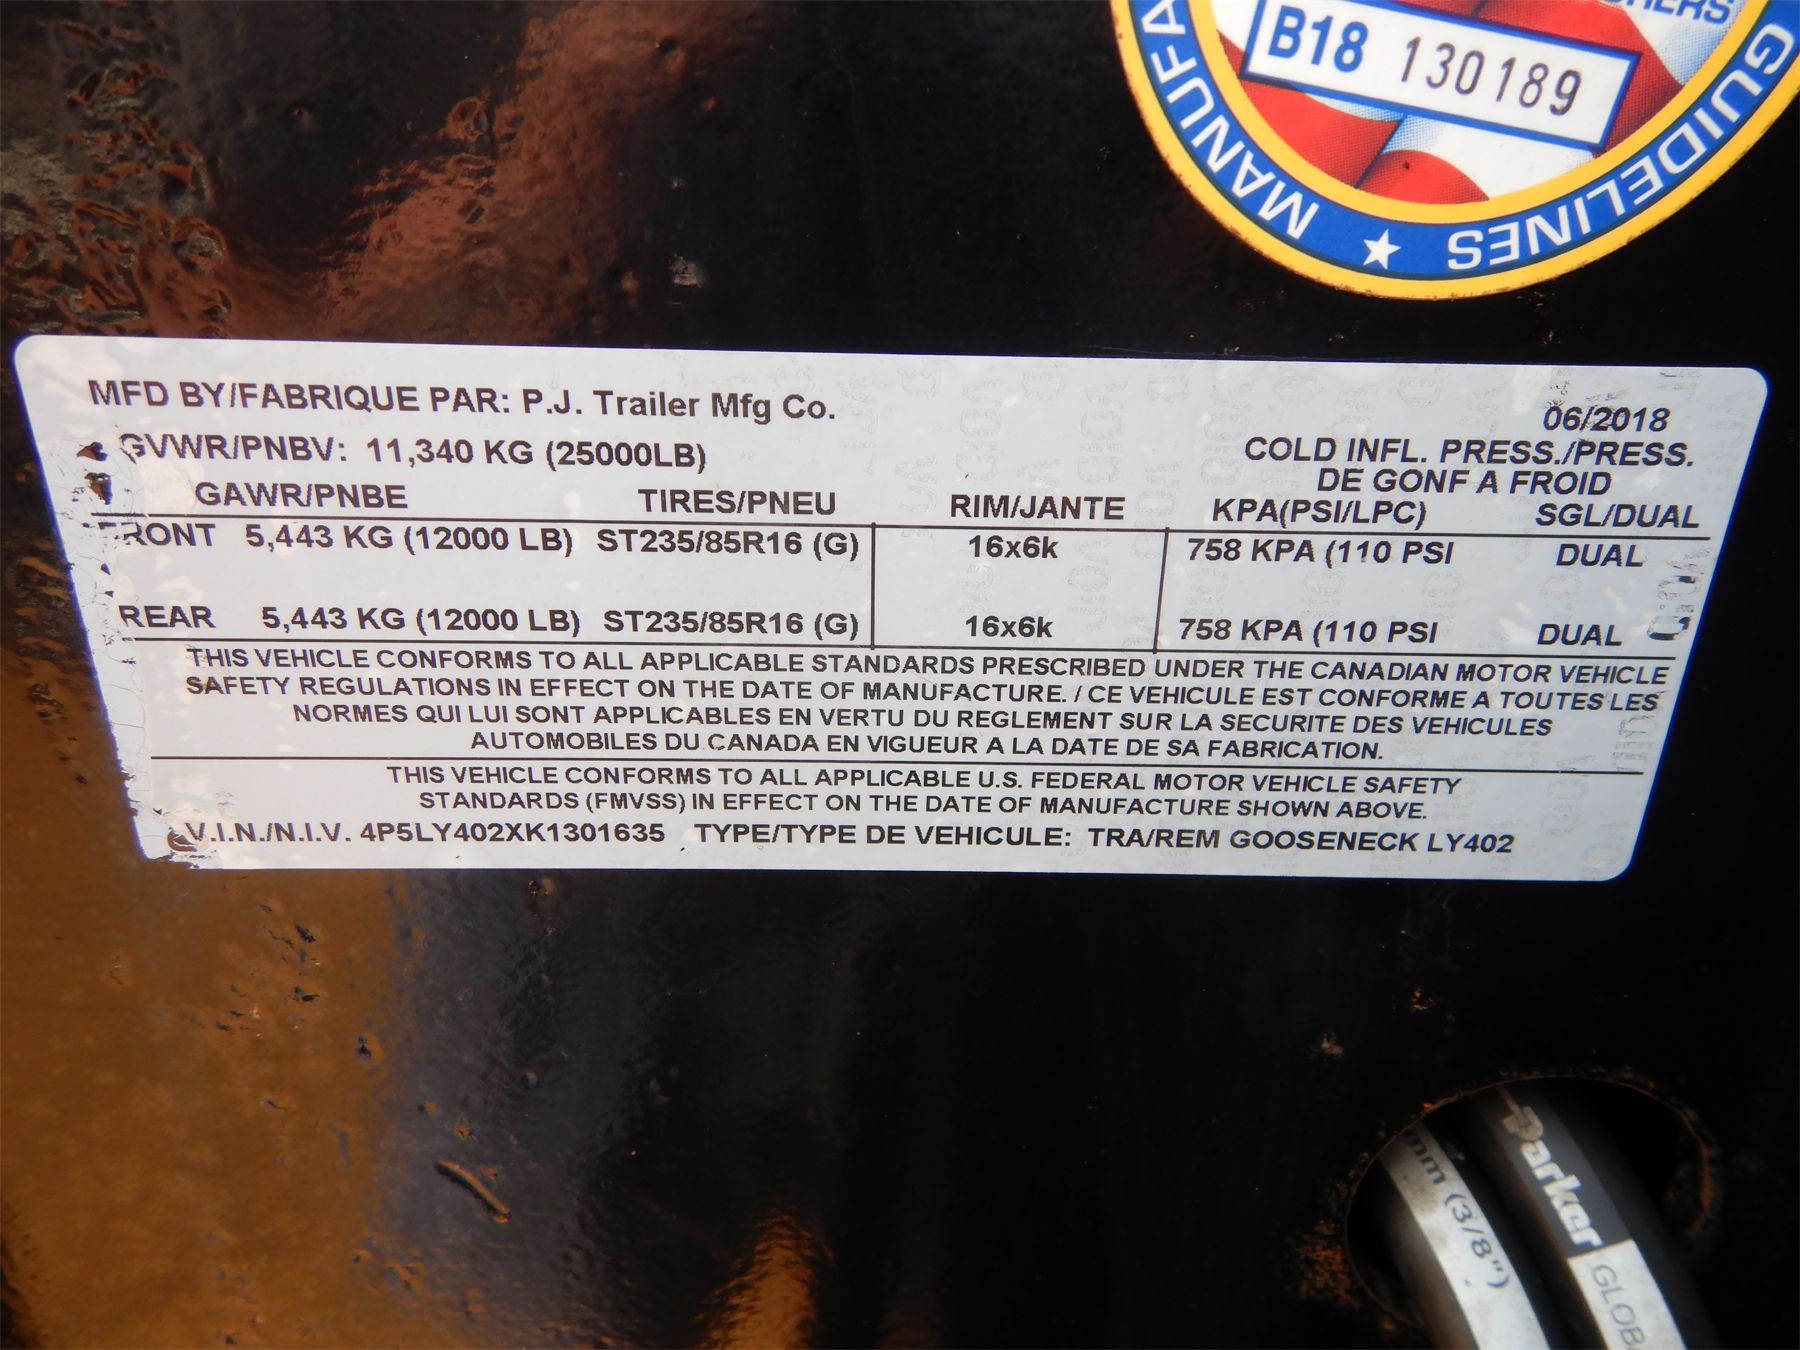 B18 130189
MANUFA
GUIDELINES
MFD BY/FABRIQUE PAR: P.J. Trailer Mfg Co.
06/2018
GVWR/PNBV: 11,340 KG (25000LB)
COLD INFL. PRESS./PRESS.
DE GONF A FROID
GAWR/PNBE TIRES/PNEU RIM/JANTE KPA(PSI/LPC) SGL/DUAL
FRONT 5,443 KG (12000 LB) ST235/85R16 (G) 16x6k 758 KPA (110 PSI DUAL
REAR 5,443 KG (12000 LB) ST235/85R16 (G) 16x6k 758 KPA (110 PSI DUAL
THIS VEHICLE CONFORMS TO ALL APPLICABLE STANDARDS PRESCRIBED UNDER THE CANADIAN MOTOR VEHICLE
SAFETY REGULATIONS IN EFFECT ON THE DATE OF MANUFACTURE. / CE VEHICULE EST CONFORME A TOUTES LES
NORMES QUI LUI SONT APPLICABLES EN VERTU DU REGLEMENT SUR LA SECURITE DES VEHICULES
AUTOMOBILES DU CANADA EN VIGUEUR A LA DATE DE SA FABRICATION.
THIS VEHICLE CONFORMS TO ALL APPLICABLE U.S. FEDERAL MOTOR VEHICLE SAFETY
STANDARDS (FMVSS) IN EFFECT ON THE DATE OF MANUFACTURE SHOWN ABOVE.
V.I.N./N.I.V. 4P5LY402XK1301635 TYPE/TYPE DE VEHICULE: TRA/REM GOOSENECK LY402
mm (3/8")
Parker GLOB